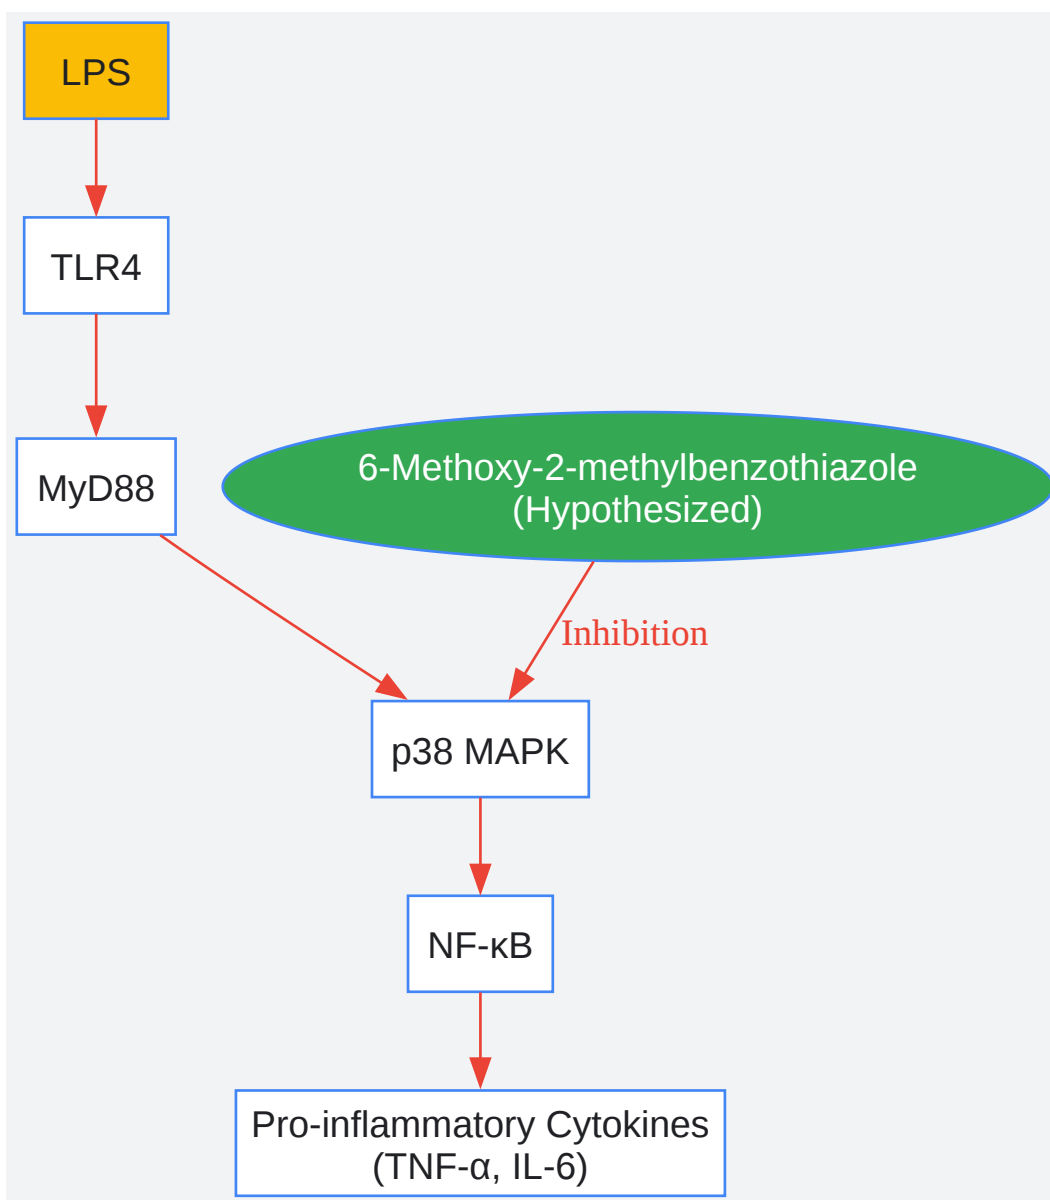 LPS
TLR4
MyD88
6-Methoxy-2-methylbenzothiazole
(Hypothesized)
Inhibition
p38 MAPK
NF-κB
Pro-inflammatory Cytokines
(TNF-α, IL-6)